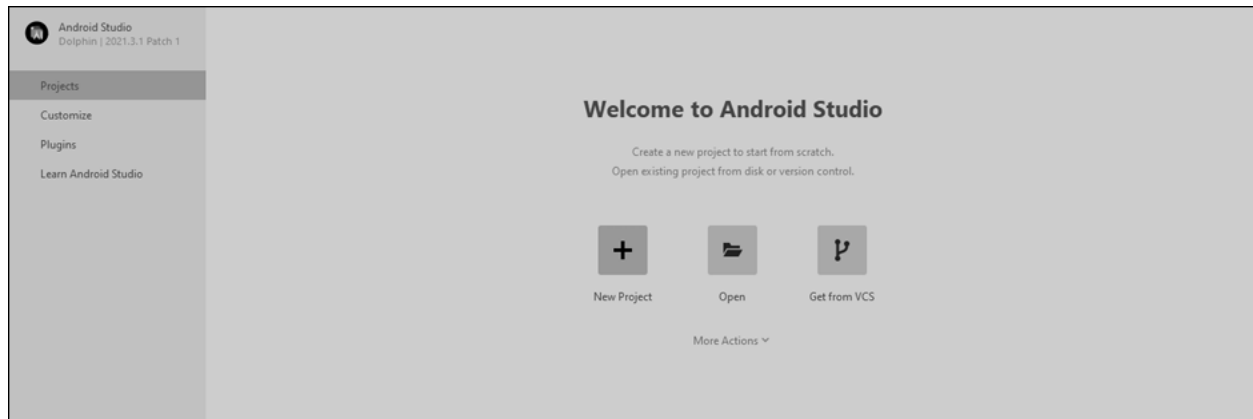 Android Studio
Dolphin | 2021.3.1 Patch 1
Projects
Customize
Plugins
Learn Android Studio
Welcome to Android Studio
Create a new project to start from scratch.
Open existing project from disk or version control.
New Project
Open
Get from VCS
More Actions